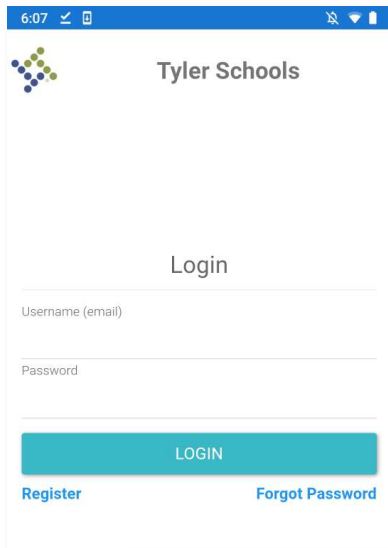 6:07
Tyler Schools
Login
Username (email)
Password
LOGIN
Register Forgot Password